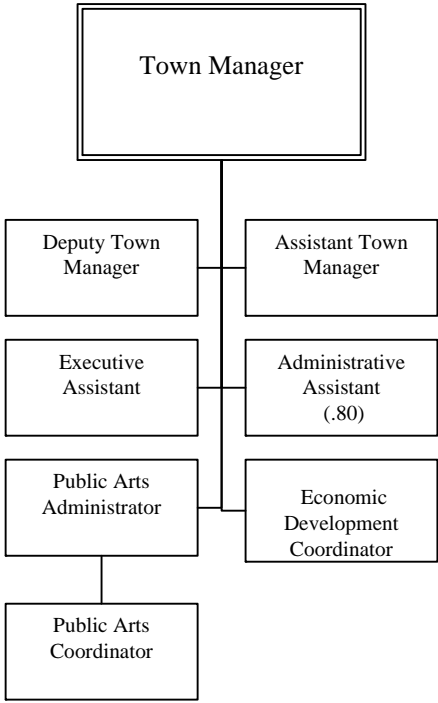 Town Manager
Deputy Town
Manager
Assistant Town
Manager
Executive
Assistant
Administrative
Assistant
(.80)
Public Arts
Administrator
Economic
Development
Coordinator
Public Arts
Coordinator